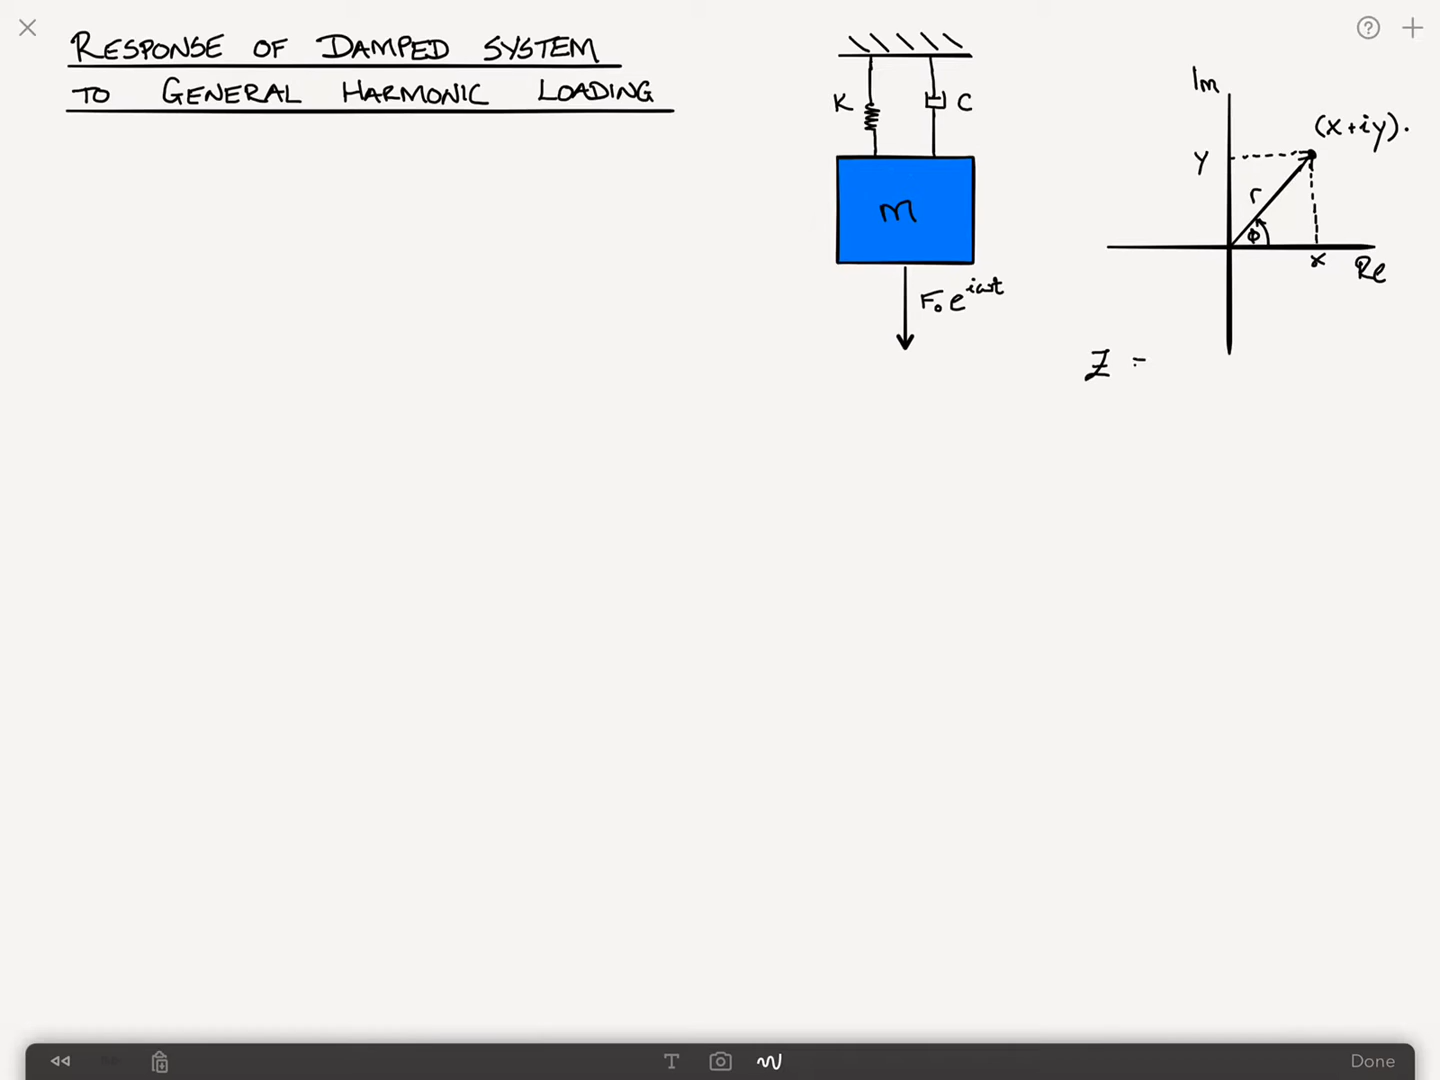 RESPONSE OF DAMPED SYSTEM
TO GENERAL HARMONIC LOADING
K
C
m
F₀e^{iωt}
Im
(x+iy).
y
r
ϕ
x
Re
Z =
T
Done